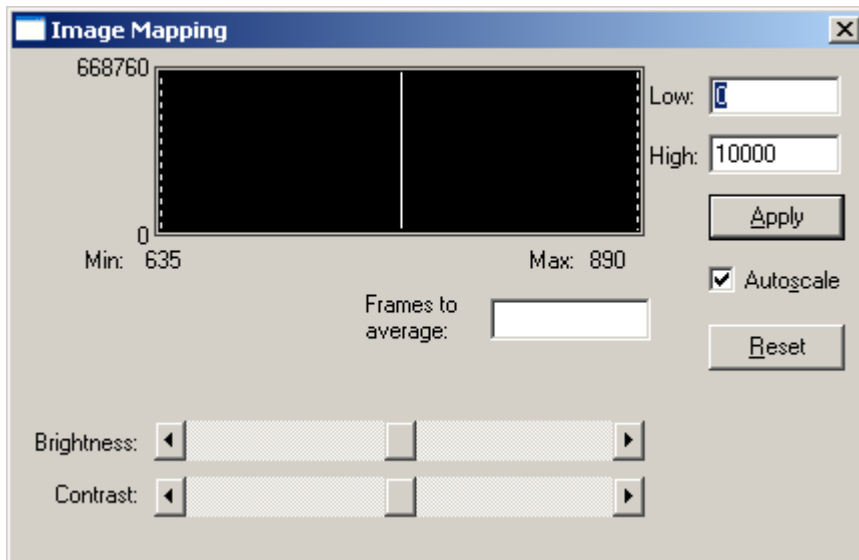 Image Mapping
668760
Low: 0
High: 10000
Apply
0
Min: 635
Max: 890
Autoscale
Frames to
average:
Reset
Brightness:
Contrast: